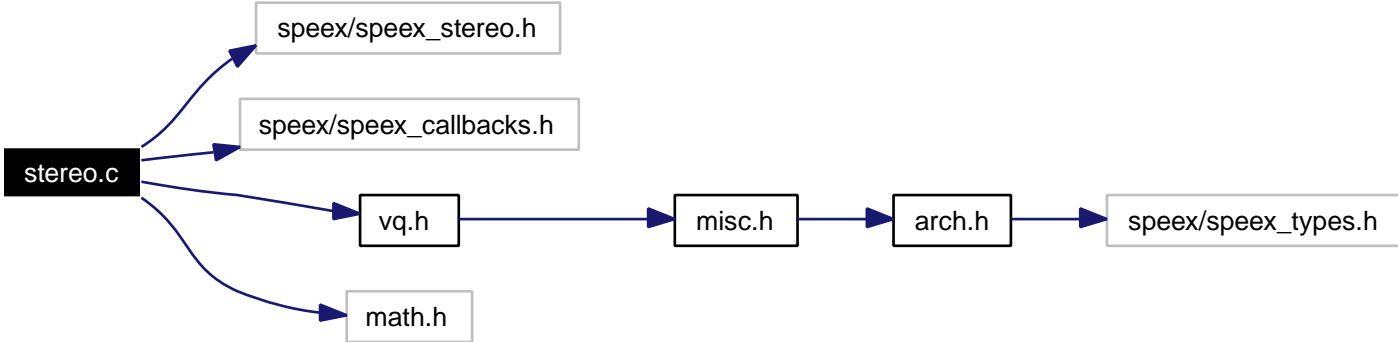 speex/speex_stereo.h
speex/speex_callbacks.h
stereo.c
vq.h
misc.h
arch.h
speex/speex_types.h
math.h